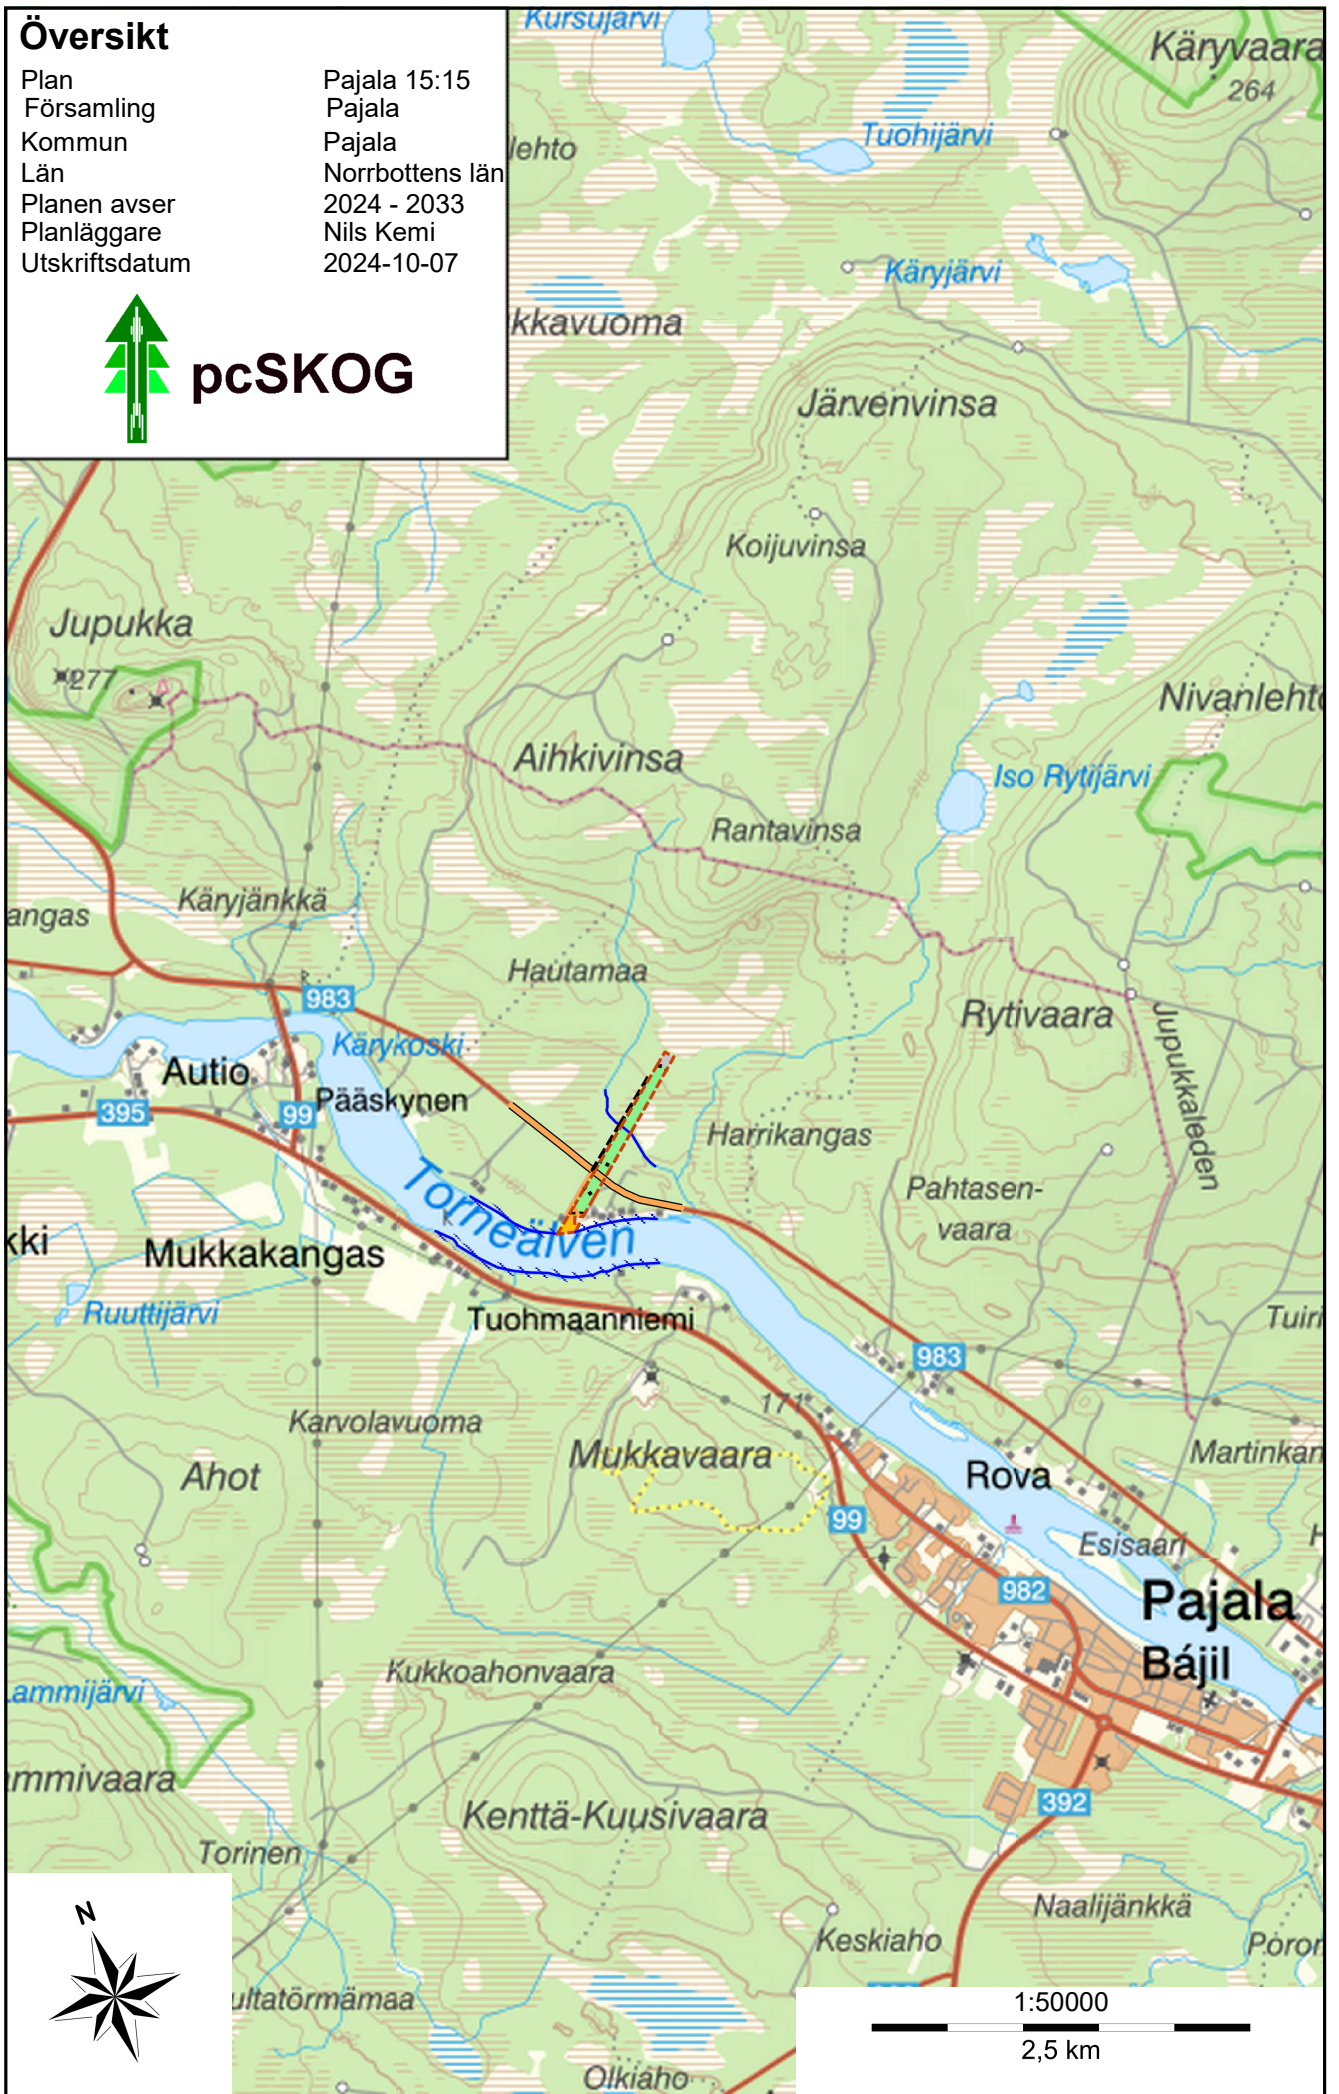 Översikt
Plan Pajala 15:15
Församling Pajala
Kommun Pajala
Län Norrbottens län
Planen avser 2024 - 2033
Planläggare Nils Kemi
Utskriftsdatum 2024-10-07
pcSKOG
Kursujärvi
Käryvaara
264
Tuohijärvi
lehto
Käryjärvi
kkavuoma
Järvenvinsa
Koijuvinsa
Jupukka
277
Nivanlehto
Aihkivinsa
Iso Rytijärvi
Rantavinsa
Käryjänkkä
angas
Hautamaa
983
Rytivaara
Kärykoski
Autio
Jupukkaleden
395
99
Pääskynen
Harrikangas
160
Torneälven
Pahtasen-
vaara
kki
Mukkakangas
Ruuttijärvi
Tuohmaanniemi
Tuiri
983
171
Karvolavuoma
Mukkavaara
Martinkan
Ahot
Rova
99
Esisaari
H
982
Pajala
Bájil
Kukkoahonvaara
Lammijärvi
mmivaara
392
Kenttä-Kuusivaara
Torinen
Naalijänkkä
Keskiaho
Poror
N
ultatörmämaa
1:50000
2,5 km
Olkiaho